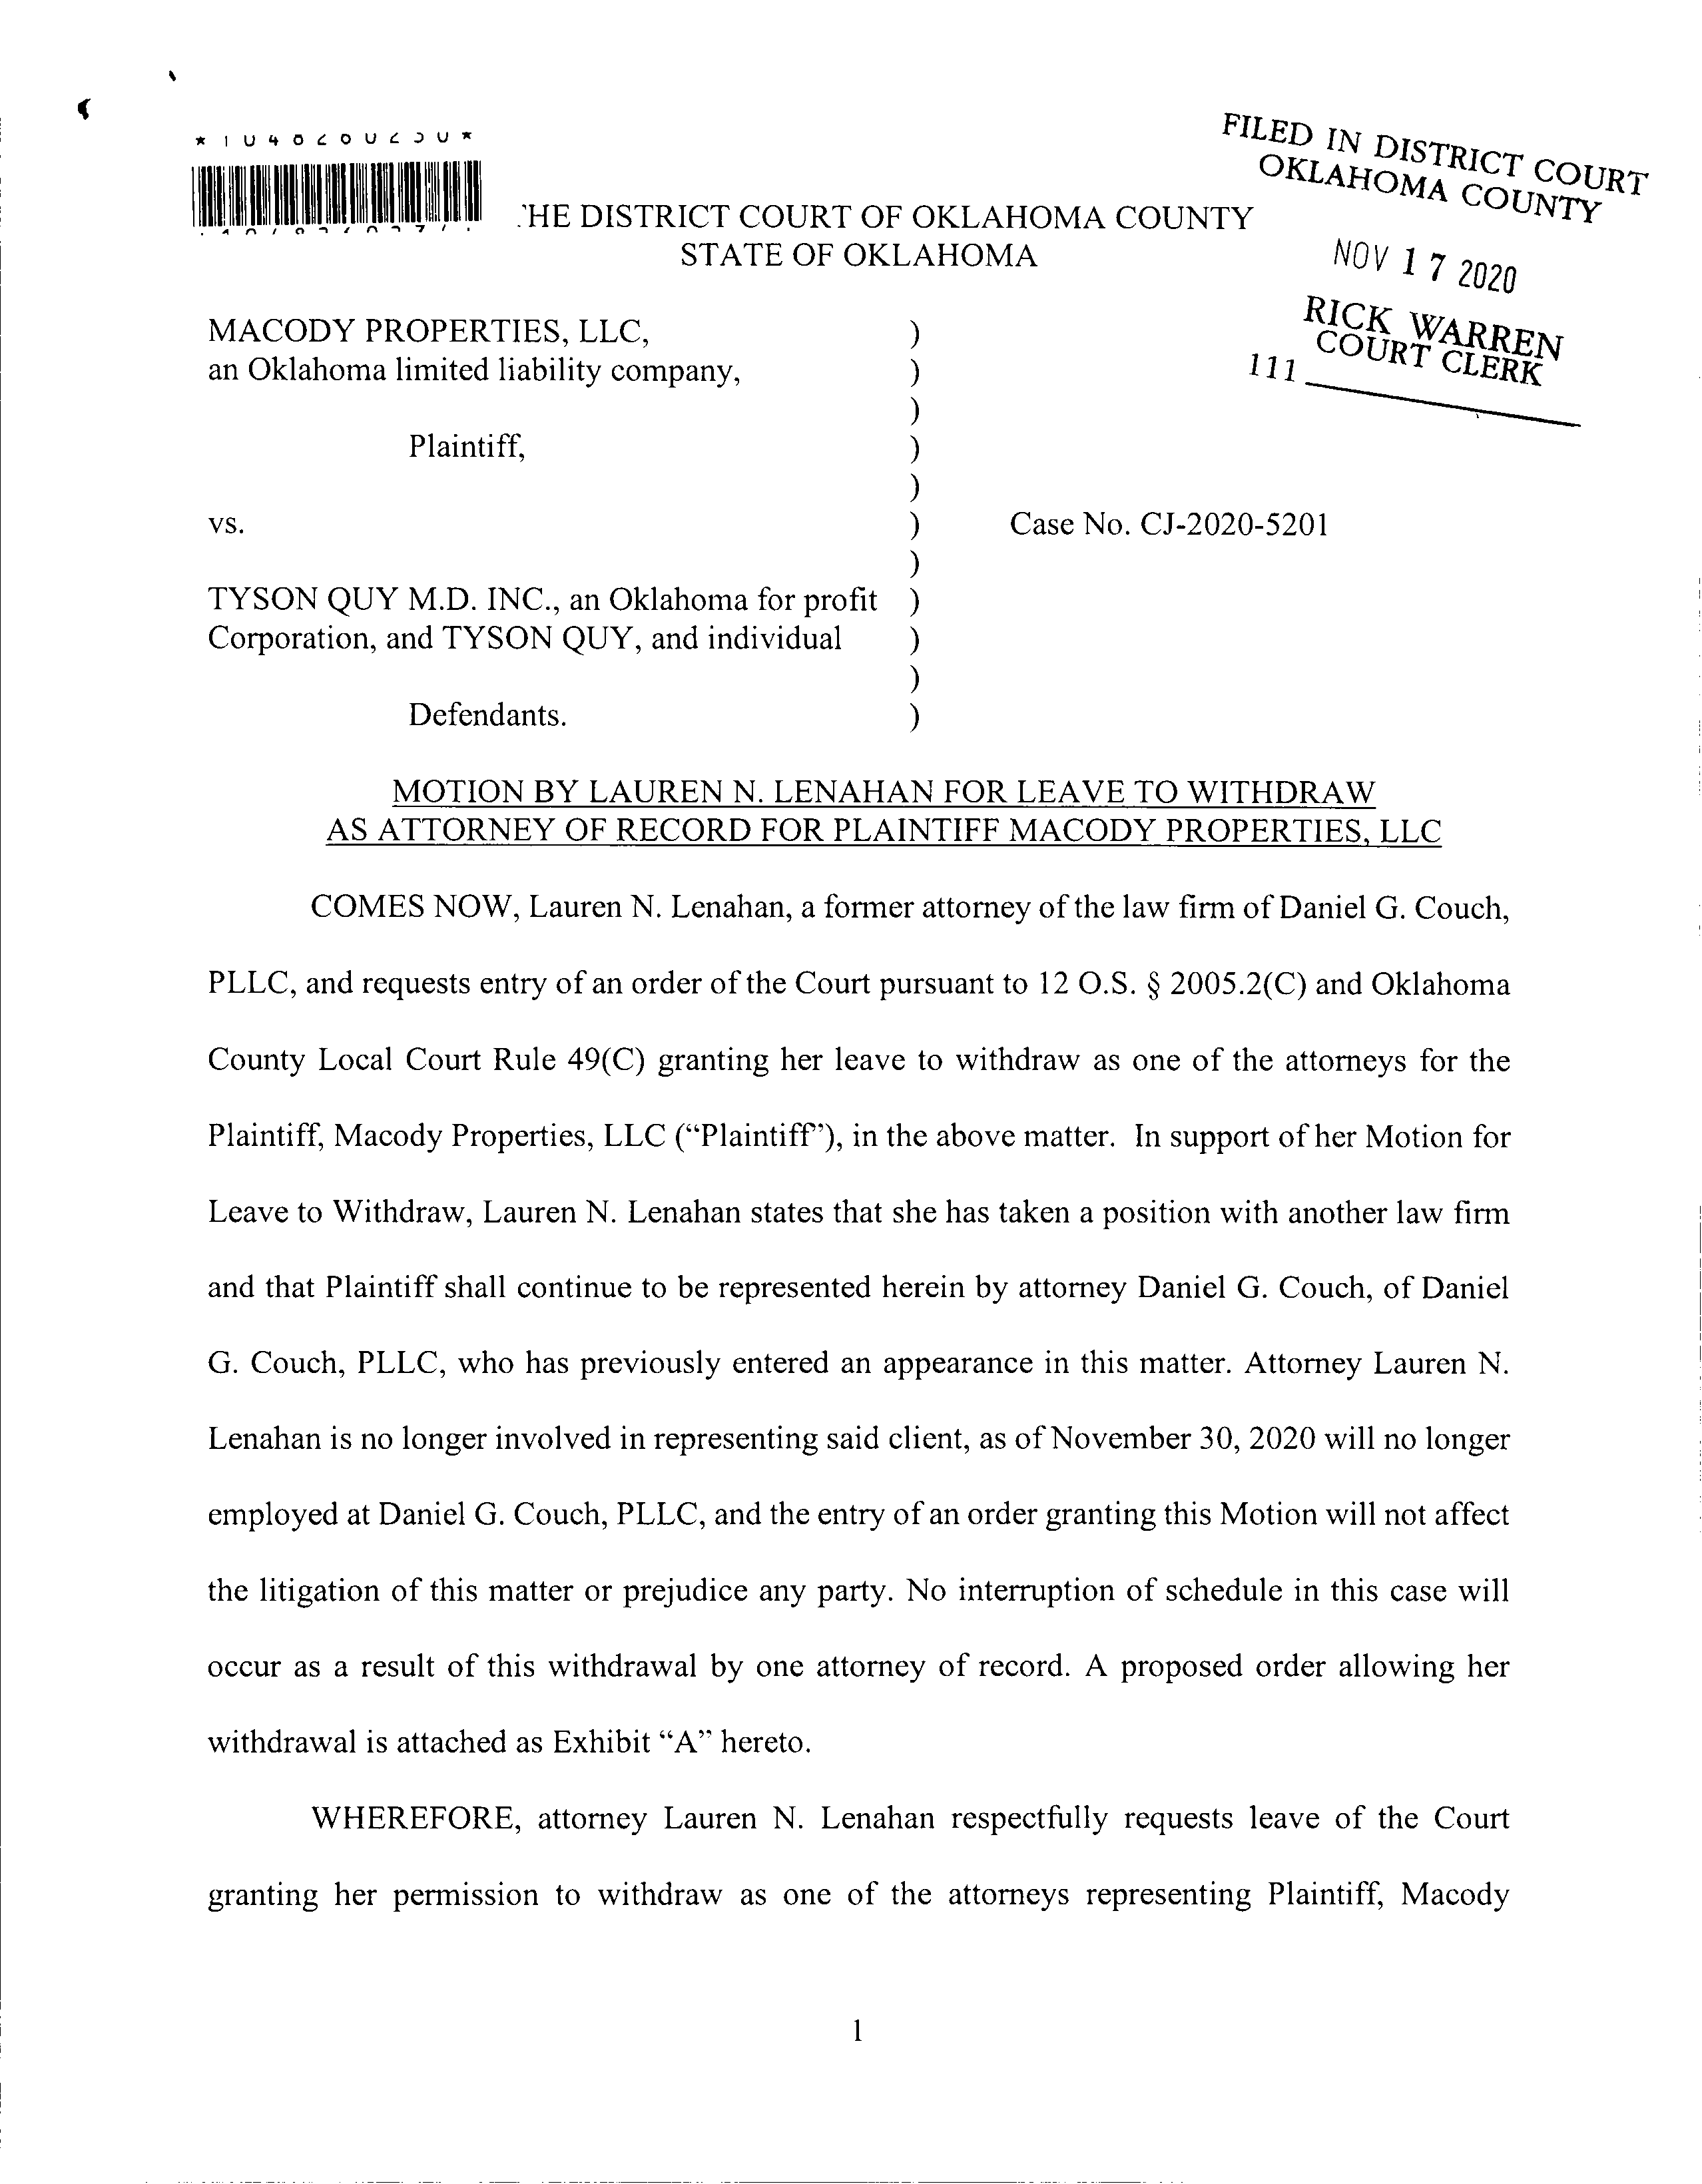 FILED IN DISTRICT COURT
OKLAHOMA COUNTY
HE DISTRICT COURT OF OKLAHOMA COUNTY
STATE OF OKLAHOMA
NOV 17 2020
RICK WARREN
COURT CLERK
111
MACODY PROPERTIES, LLC, )
an Oklahoma limited liability company, )
)
Plaintiff, )
)
vs. ) Case No. CJ-2020-5201
)
TYSON QUY M.D. INC., an Oklahoma for profit )
Corporation, and TYSON QUY, and individual )
)
Defendants. )
MOTION BY LAUREN N. LENAHAN FOR LEAVE TO WITHDRAW
AS ATTORNEY OF RECORD FOR PLAINTIFF MACODY PROPERTIES, LLC
COMES NOW, Lauren N. Lenahan, a former attorney of the law firm of Daniel G. Couch,
PLLC, and requests entry of an order of the Court pursuant to 12 O.S. § 2005.2(C) and Oklahoma
County Local Court Rule 49(C) granting her leave to withdraw as one of the attorneys for the
Plaintiff, Macody Properties, LLC (“Plaintiff”), in the above matter. In support of her Motion for
Leave to Withdraw, Lauren N. Lenahan states that she has taken a position with another law firm
and that Plaintiff shall continue to be represented herein by attorney Daniel G. Couch, of Daniel
G. Couch, PLLC, who has previously entered an appearance in this matter. Attorney Lauren N.
Lenahan is no longer involved in representing said client, as of November 30, 2020 will no longer
employed at Daniel G. Couch, PLLC, and the entry of an order granting this Motion will not affect
the litigation of this matter or prejudice any party. No interruption of schedule in this case will
occur as a result of this withdrawal by one attorney of record. A proposed order allowing her
withdrawal is attached as Exhibit “A” hereto.
WHEREFORE, attorney Lauren N. Lenahan respectfully requests leave of the Court
granting her permission to withdraw as one of the attorneys representing Plaintiff, Macody
1